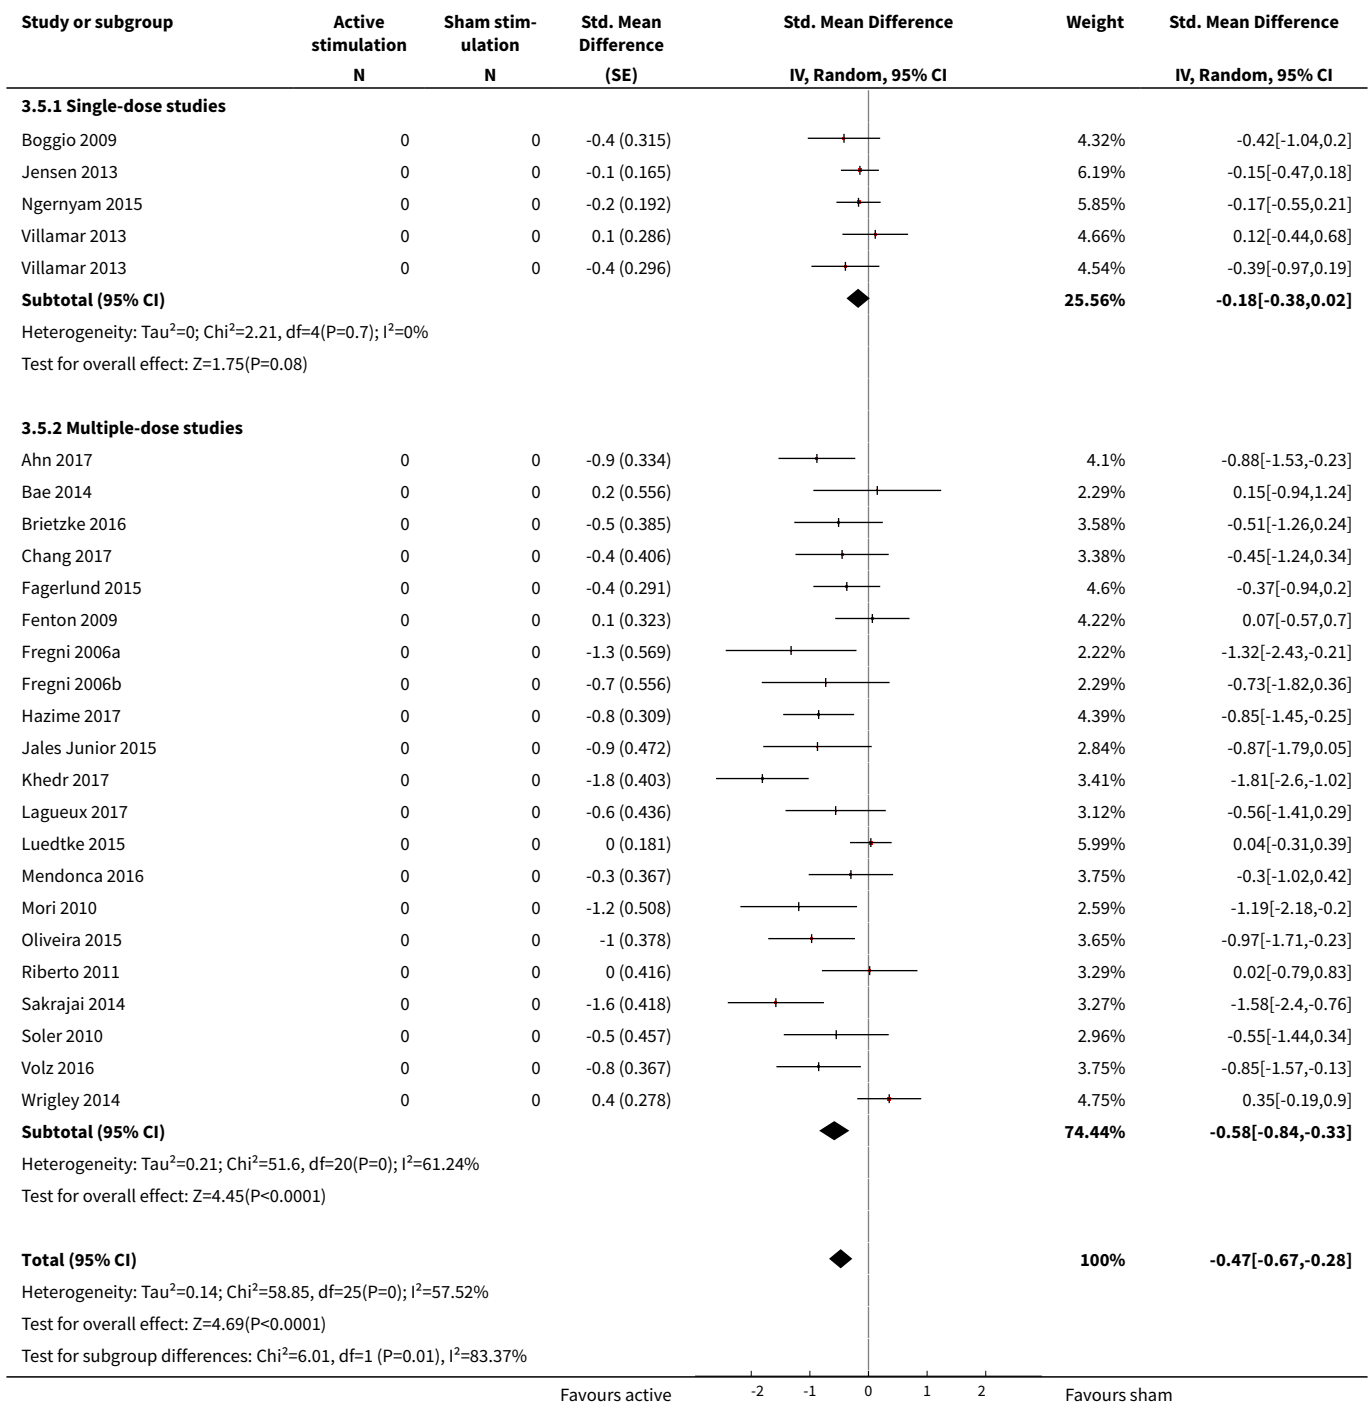 Study or subgroup Active stimulation Sham stim-ulation Std. Mean Difference Std. Mean Difference Weight Std. Mean Difference
N N (SE) IV, Random, 95% CI IV, Random, 95% CI
3.5.1 Single-dose studies
Boggio 2009 0 0 -0.4 (0.315) 4.32% -0.42[-1.04,0.2]
Jensen 2013 0 0 -0.1 (0.165) 6.19% -0.15[-0.47,0.18]
Ngernyam 2015 0 0 -0.2 (0.192) 5.85% -0.17[-0.55,0.21]
Villamar 2013 0 0 0.1 (0.286) 4.66% 0.12[-0.44,0.68]
Villamar 2013 0 0 -0.4 (0.296) 4.54% -0.39[-0.97,0.19]
Subtotal (95% CI) 25.56% -0.18[-0.38,0.02]
Heterogeneity: Tau²=0; Chi²=2.21, df=4(P=0.7); I²=0%
Test for overall effect: Z=1.75(P=0.08)
3.5.2 Multiple-dose studies
Ahn 2017 0 0 -0.9 (0.334) 4.1% -0.88[-1.53,-0.23]
Bae 2014 0 0 0.2 (0.556) 2.29% 0.15[-0.94,1.24]
Brietzke 2016 0 0 -0.5 (0.385) 3.58% -0.51[-1.26,0.24]
Chang 2017 0 0 -0.4 (0.406) 3.38% -0.45[-1.24,0.34]
Fagerlund 2015 0 0 -0.4 (0.291) 4.6% -0.37[-0.94,0.2]
Fenton 2009 0 0 0.1 (0.323) 4.22% 0.07[-0.57,0.7]
Fregni 2006a 0 0 -1.3 (0.569) 2.22% -1.32[-2.43,-0.21]
Fregni 2006b 0 0 -0.7 (0.556) 2.29% -0.73[-1.82,0.36]
Hazime 2017 0 0 -0.8 (0.309) 4.39% -0.85[-1.45,-0.25]
Jales Junior 2015 0 0 -0.9 (0.472) 2.84% -0.87[-1.79,0.05]
Khedr 2017 0 0 -1.8 (0.403) 3.41% -1.81[-2.6,-1.02]
Lagueux 2017 0 0 -0.6 (0.436) 3.12% -0.56[-1.41,0.29]
Luedtke 2015 0 0 0 (0.181) 5.99% 0.04[-0.31,0.39]
Mendonca 2016 0 0 -0.3 (0.367) 3.75% -0.3[-1.02,0.42]
Mori 2010 0 0 -1.2 (0.508) 2.59% -1.19[-2.18,-0.2]
Oliveira 2015 0 0 -1 (0.378) 3.65% -0.97[-1.71,-0.23]
Riberto 2011 0 0 0 (0.416) 3.29% 0.02[-0.79,0.83]
Sakrajai 2014 0 0 -1.6 (0.418) 3.27% -1.58[-2.4,-0.76]
Soler 2010 0 0 -0.5 (0.457) 2.96% -0.55[-1.44,0.34]
Volz 2016 0 0 -0.8 (0.367) 3.75% -0.85[-1.57,-0.13]
Wrigley 2014 0 0 0.4 (0.278) 4.75% 0.35[-0.19,0.9]
Subtotal (95% CI) 74.44% -0.58[-0.84,-0.33]
Heterogeneity: Tau²=0.21; Chi²=51.6, df=20(P=0); I²=61.24%
Test for overall effect: Z=4.45(P<0.0001)
Total (95% CI) 100% -0.47[-0.67,-0.28]
Heterogeneity: Tau²=0.14; Chi²=58.85, df=25(P=0); I²=57.52%
Test for overall effect: Z=4.69(P<0.0001)
Test for subgroup differences: Chi²=6.01, df=1 (P=0.01), I²=83.37%
Favours active -2 -1 0 1 2 Favours sham